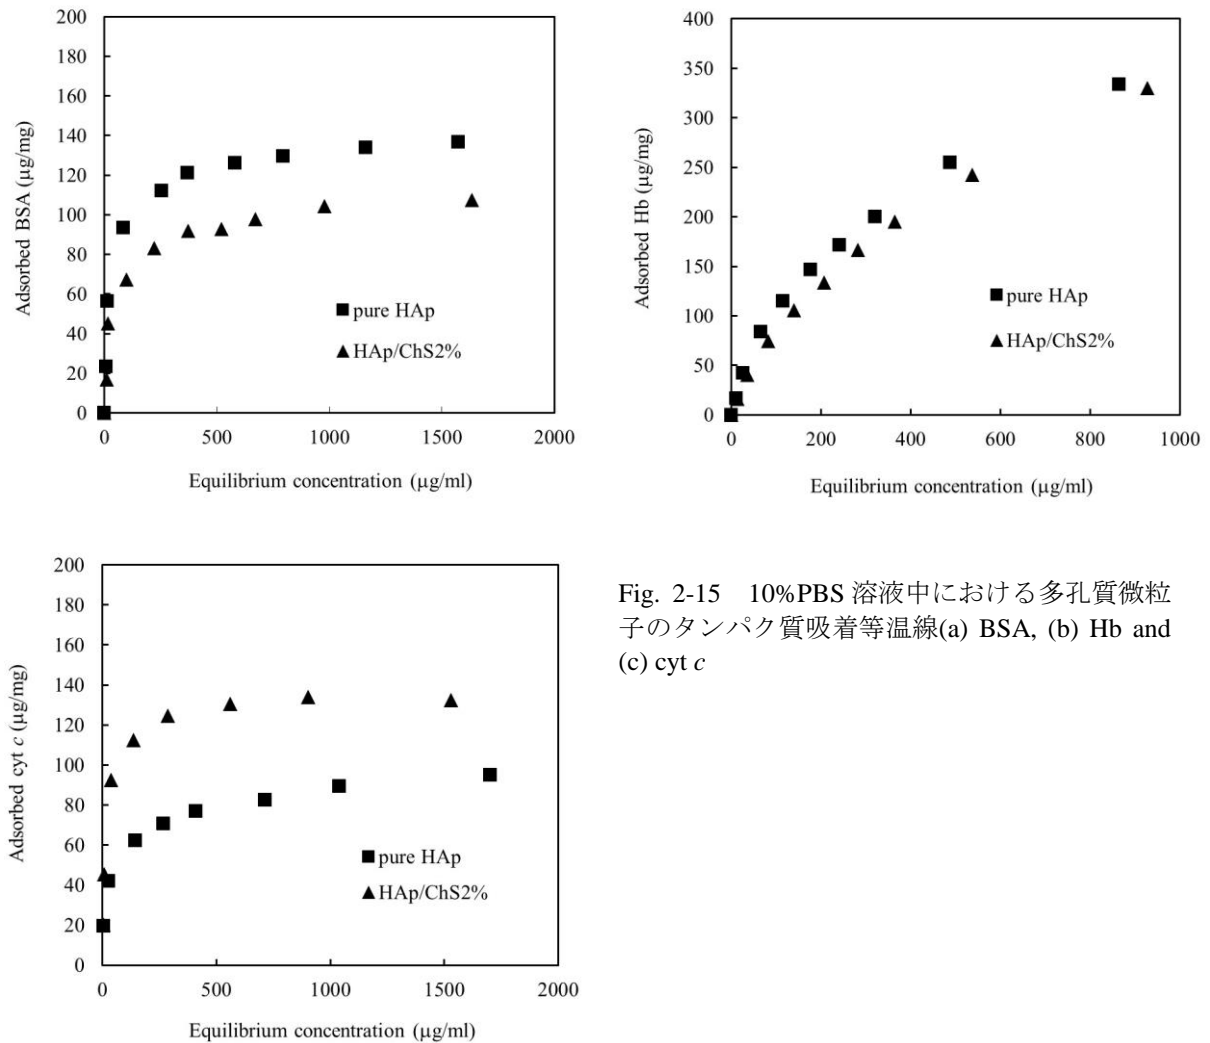 200
180
160
140
120
100
80
60
40
20
0
Adsorbed BSA (µg/mg)
pure HAp
HAp/ChS2%
0 500 1000 1500 2000
Equilibrium concentration (µg/ml)
400
350
300
250
200
150
100
50
0
Adsorbed Hb (µg/mg)
pure HAp
HAp/ChS2%
0 200 400 600 800 1000
Equilibrium concentration (µg/ml)
200
180
160
140
120
100
80
60
40
20
0
Adsorbed cyt c (µg/mg)
pure HAp
HAp/ChS2%
0 500 1000 1500 2000
Equilibrium concentration (µg/ml)
Fig. 2-15 10%PBS 溶液中における多孔質微粒
子のタンパク質吸着等温線(a) BSA, (b) Hb and
(c) cyt c